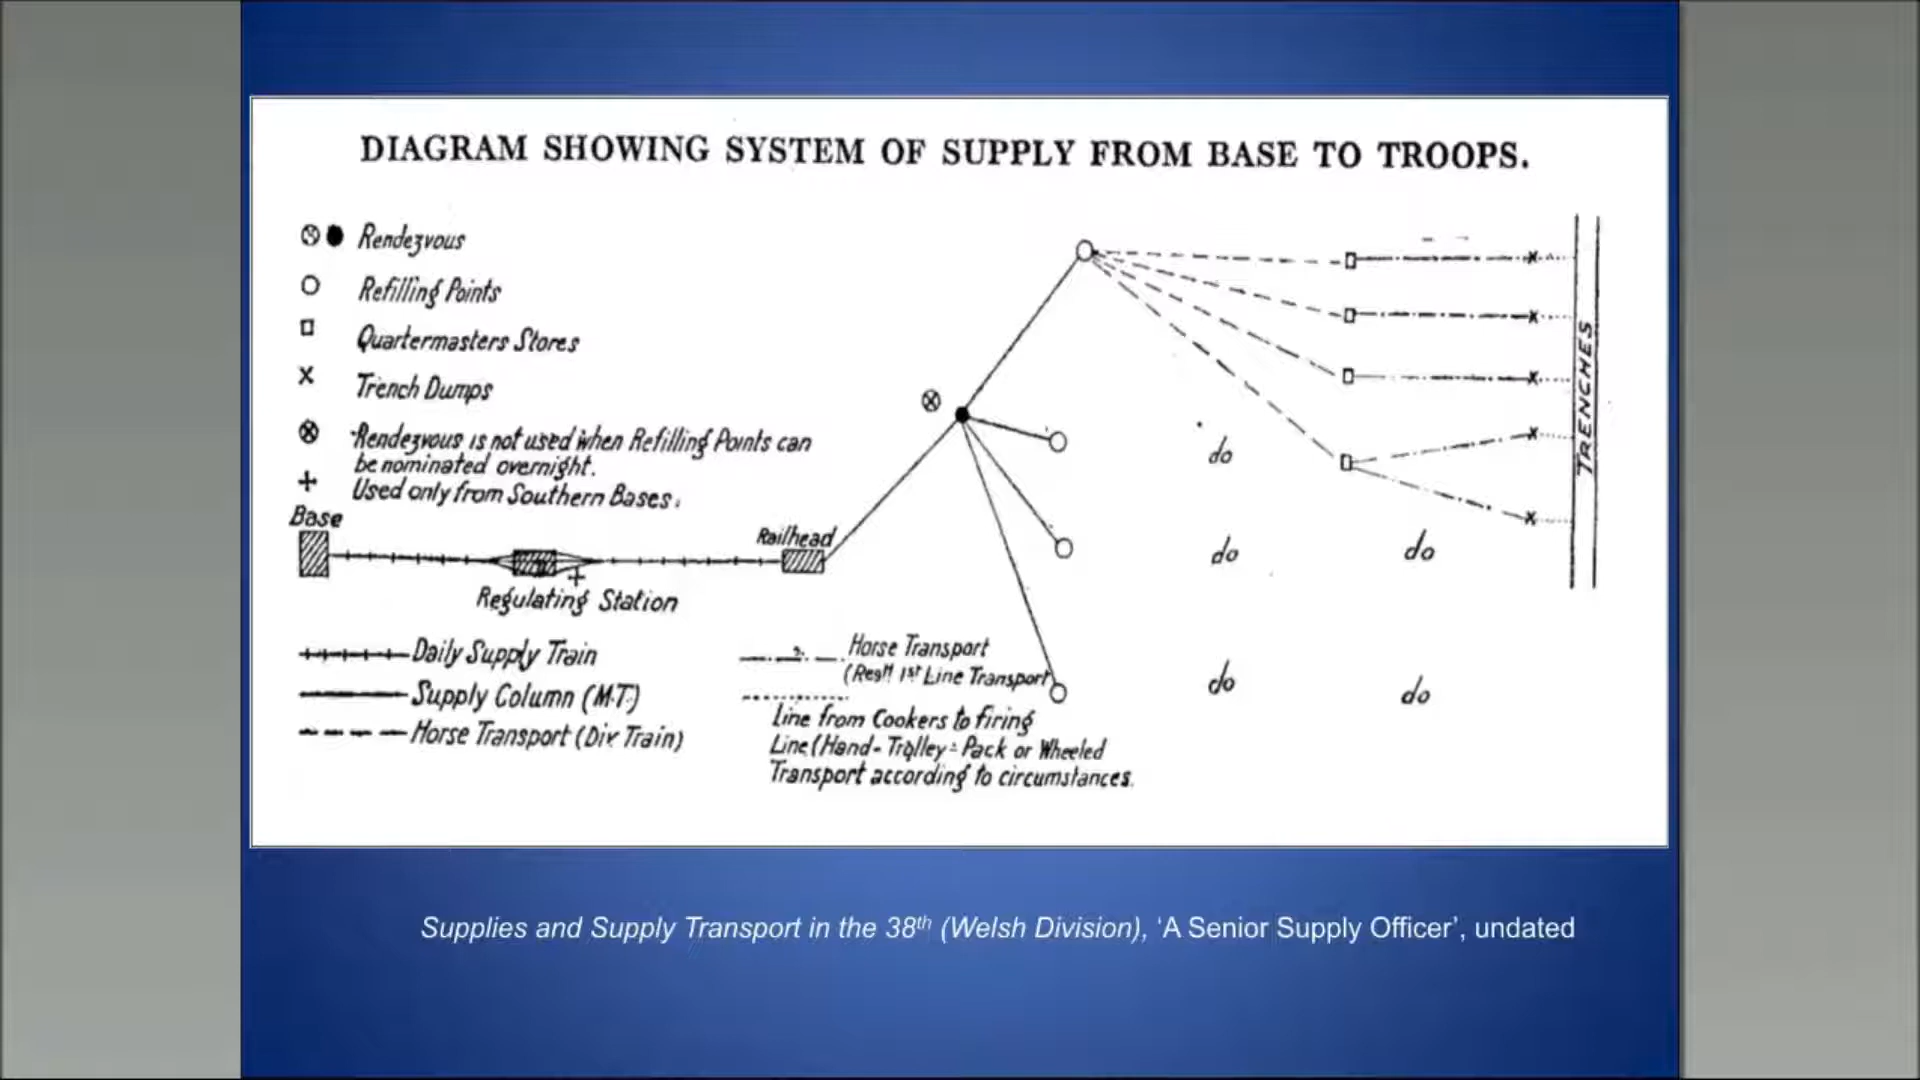 DIAGRAM SHOWING SYSTEM OF SUPPLY FROM BASE TO TROOPS.
Rendezvous
Refilling Points
Quartermasters Stores
X Trench Dumps
Rendezvous is not used when Refilling Points can
be nominated overnight.
+ Used only from Southern Bases.
Base
Railhead
Regulating Station
Daily Supply Train
Supply Column (M.T.)
Horse Transport (Div Train)
Horse Transport
(Regtl 1st Line Transport
Line from Cookers to firing
Line (Hand-Trolley-Pack or Wheeled
Transport according to circumstances.
do
do
do
do
do
TRENCHES
Supplies and Supply Transport in the 38th (Welsh Division), ‘A Senior Supply Officer’, undated